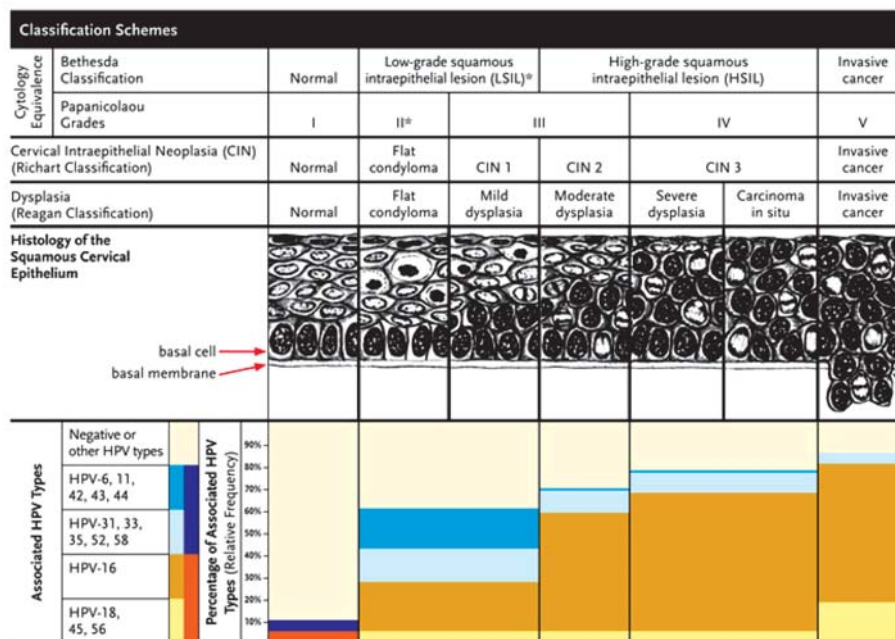 Classification Schemes
Cytology
Equivalence
Bethesda
Classification
Normal
Low-grade squamous
intraepithelial lesion (LSIL)*
High-grade squamous
intraepithelial lesion (HSIL)
Invasive
cancer
Papanicolaou
Grades
I
II*
III
IV
V
Cervical Intraepithelial Neoplasia (CIN)
(Richart Classification)
Normal
Flat
condyloma
CIN 1
CIN 2
CIN 3
Invasive
cancer
Dysplasia
(Reagan Classification)
Normal
Flat
condyloma
Mild
dysplasia
Moderate
dysplasia
Severe
dysplasia
Carcinoma
in situ
Invasive
cancer
Histology of the
Squamous Cervical
Epithelium
basal cell
basal membrane
Associated HPV Types
Negative or
other HPV types
HPV-6, 11,
42, 43, 44
HPV-31, 33,
35, 52, 58
HPV-16
HPV-18,
45, 56
Percentage of Associated HPV
Types (Relative Frequency)
90%
80%
70%
60%
50%
40%
30%
20%
10%